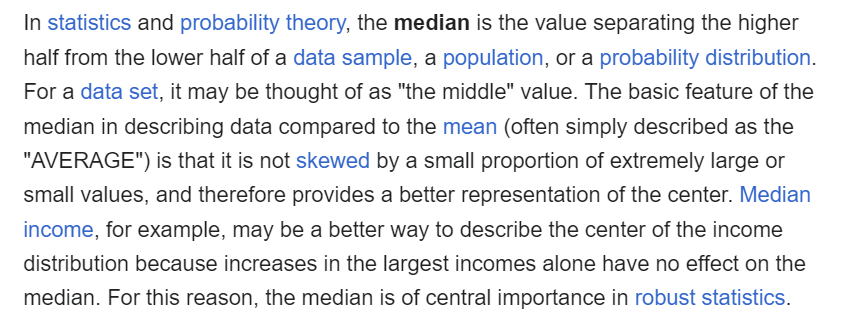 In statistics and probability theory, the median is the value separating the higher
half from the lower half of a data sample, a population, or a probability distribution.
For a data set, it may be thought of as "the middle" value. The basic feature of the
median in describing data compared to the mean (often simply described as the
"AVERAGE") is that it is not skewed by a small proportion of extremely large or
small values, and therefore provides a better representation of the center. Median
income, for example, may be a better way to describe the center of the income
distribution because increases in the largest incomes alone have no effect on the
median. For this reason, the median is of central importance in robust statistics.